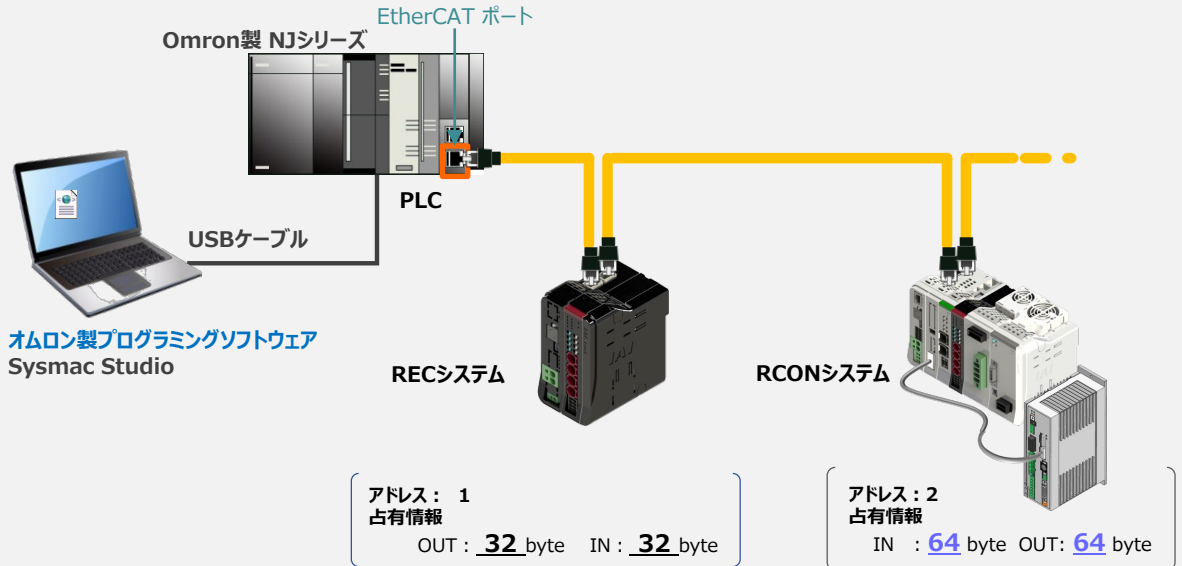 EtherCAT ポート
Omron製 NJシリーズ
PLC
USBケーブル
オムロン製プログラミングソフトウェア
Sysmac Studio
RECシステム
RCONシステム
アドレス： 1
占有情報
OUT： 32 byte IN： 32 byte
アドレス：2
占有情報
IN ：64 byte OUT: 64 byte